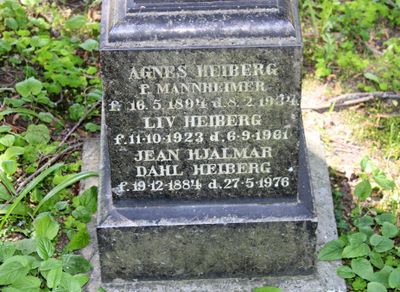 AGNES HEIBERG
F. MANNHEIMER
f. 16.5 1894 d. 8.2.1934
LIV HEIBERG
f. 11-10-1923 d. 6-9-1961
JEAN HJALMAR
DAHL HEIBERG
f. 19-12-1884 d. 27-5-1976